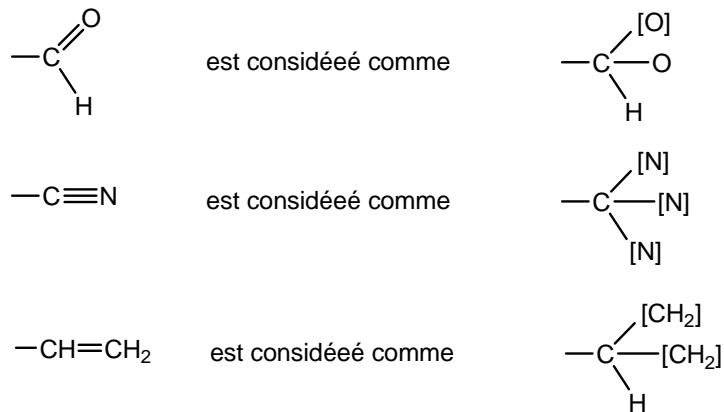 O [O]
C est considéeé comme C O
H H
[N]
C N est considéeé comme C [N]
[N]
[CH2]
CH CH2 est considéeé comme C [CH2]
H